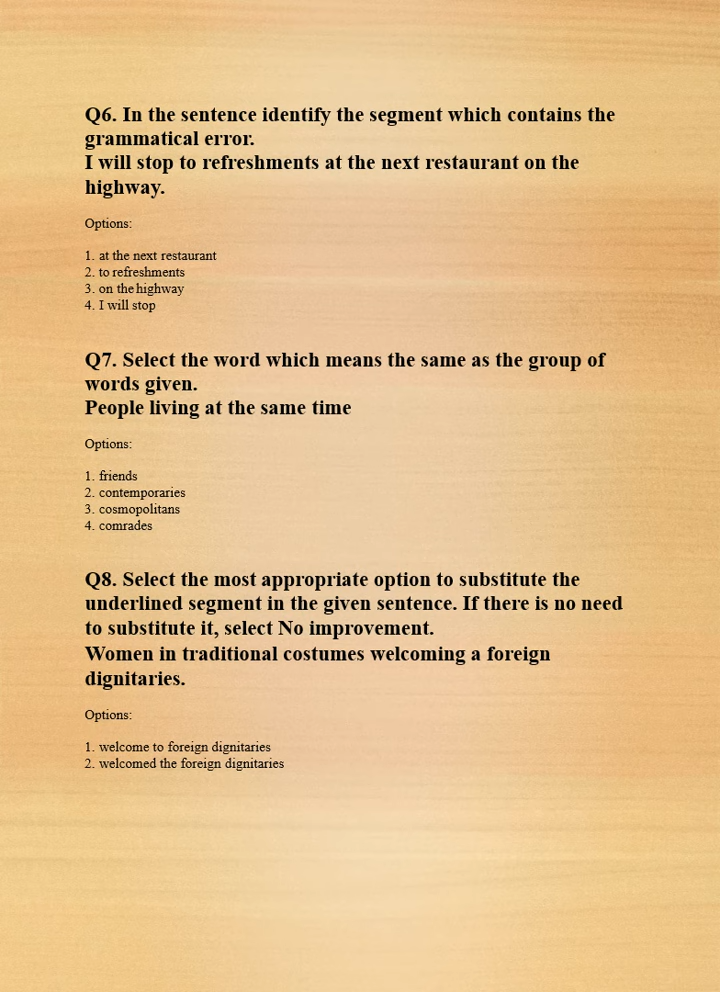 Q6. In the sentence identify the segment which contains the
grammatical error.
I will stop to refreshments at the next restaurant on the
highway.
Options:
1. at the next restaurant
2. to refreshments
3. on the highway
4. I will stop
Q7. Select the word which means the same as the group of
words given.
People living at the same time
Options:
1. friends
2. contemporaries
3. cosmopolitans
4. comrades
Q8. Select the most appropriate option to substitute the
underlined segment in the given sentence. If there is no need
to substitute it, select No improvement.
Women in traditional costumes welcoming a foreign
dignitaries.
Options:
1. welcome to foreign dignitaries
2. welcomed the foreign dignitaries